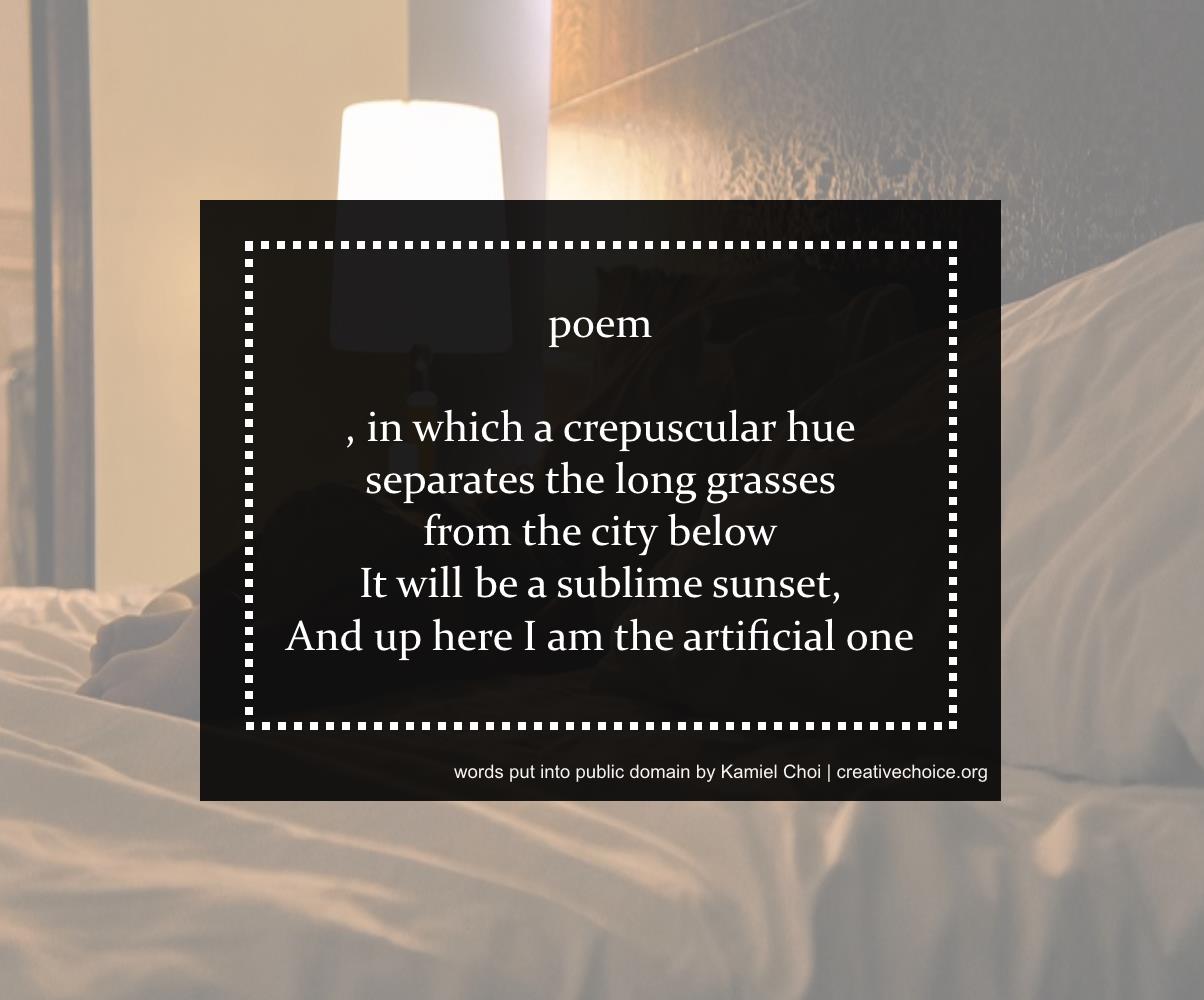 poem
, in which a crepuscular hue
separates the long grasses
from the city below
It will be a sublime sunset,
And up here I am the artificial one
words put into public domain by Kamiel Choi | creativechoice.org